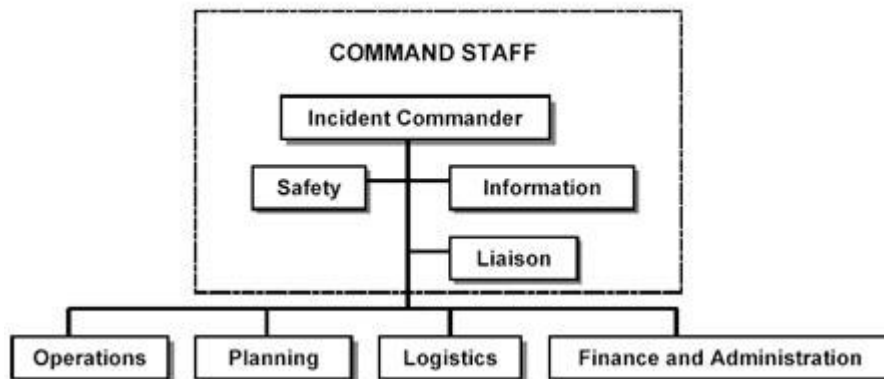 COMMAND STAFF
Incident Commander
Safety
Information
Liaison
Operations
Planning
Logistics
Finance and Administration